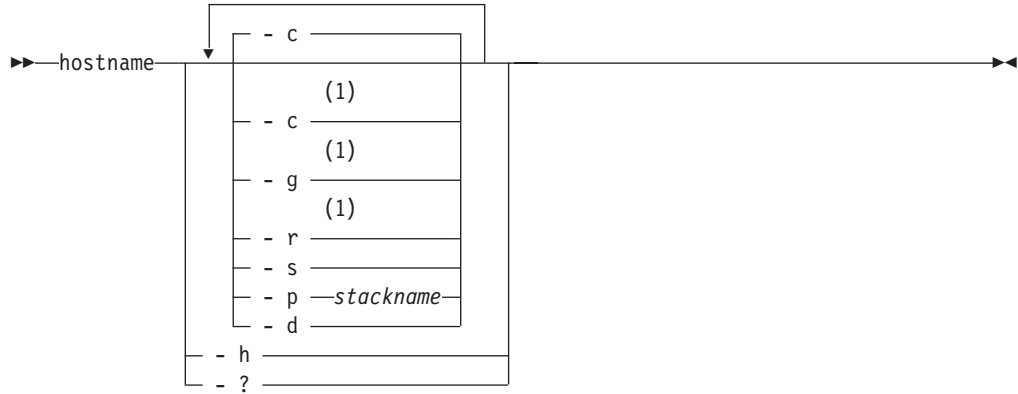 - c
hostname
(1)
- c
(1)
- g
(1)
- r
- s
- p stackname
- d
- h
- ?